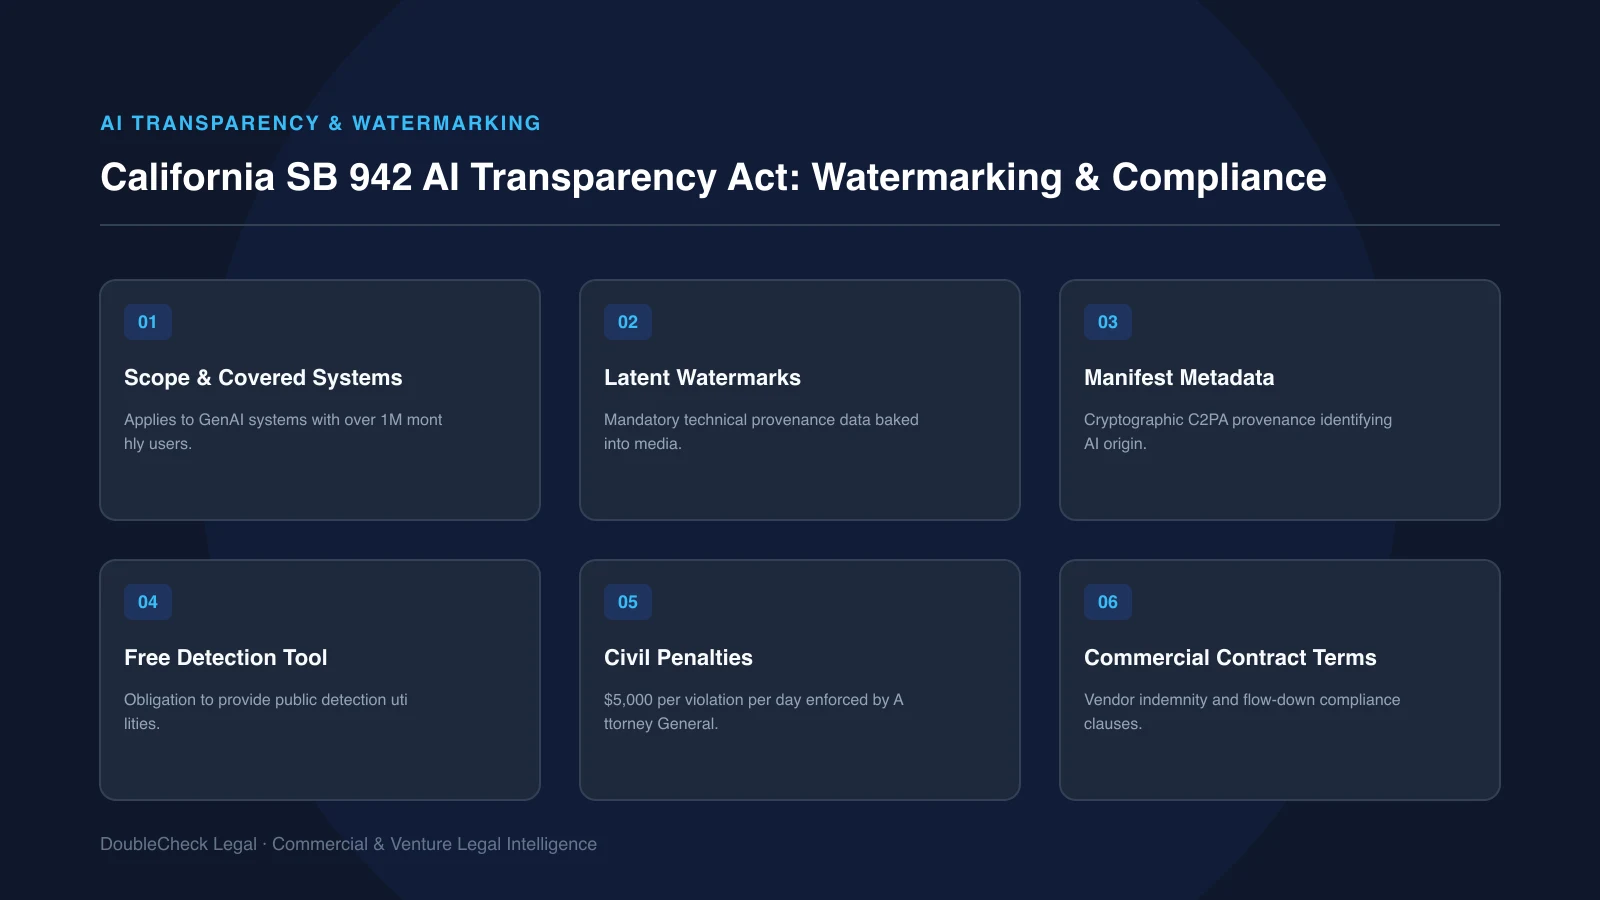 AI TRANSPARENCY & WATERMARKING
California SB 942 AI Transparency Act: Watermarking & Compliance
01
Scope & Covered Systems
Applies to GenAI systems with over 1M mont
hly users.
02
Latent Watermarks
Mandatory technical provenance data baked
into media.
03
Manifest Metadata
Cryptographic C2PA provenance identifying
AI origin.
04
Free Detection Tool
Obligation to provide public detection uti
lities.
05
Civil Penalties
$5,000 per violation per day enforced by A
ttorney General.
06
Commercial Contract Terms
Vendor indemnity and flow-down compliance
clauses.
DoubleCheck Legal · Commercial & Venture Legal Intelligence